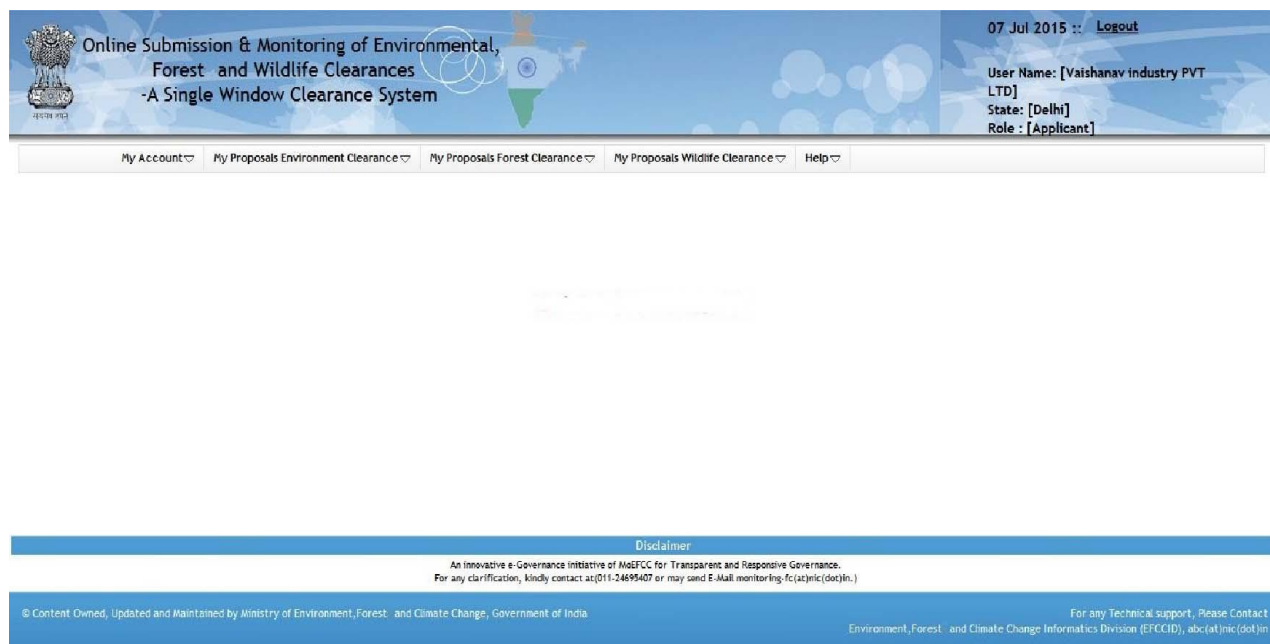 Online Submission & Monitoring of Environmental,
Forest and Wildlife Clearances
-A Single Window Clearance System
07 Jul 2015 :: Logout
User Name: [Vaishanav industry PVT
LTD]
State: [Delhi]
Role : [Applicant]
My Account My Proposals Environment Clearance My Proposals Forest Clearance My Proposals Wildlife Clearance Help
Disclaimer
An innovative e-Governance initiative of MoEFCC for Transparent and Responsive Governance.
For any clarification, kindly contact at(011-24695407 or may send E-Mail monitoring-fc(at)nic(dot)in.)
© Content Owned, Updated and Maintained by Ministry of Environment,Forest and Climate Change, Government of India
For any Technical support, Please Contact
Environment,Forest and Climate Change Informatics Division (EFCCID), abc(at)nic(dot)in